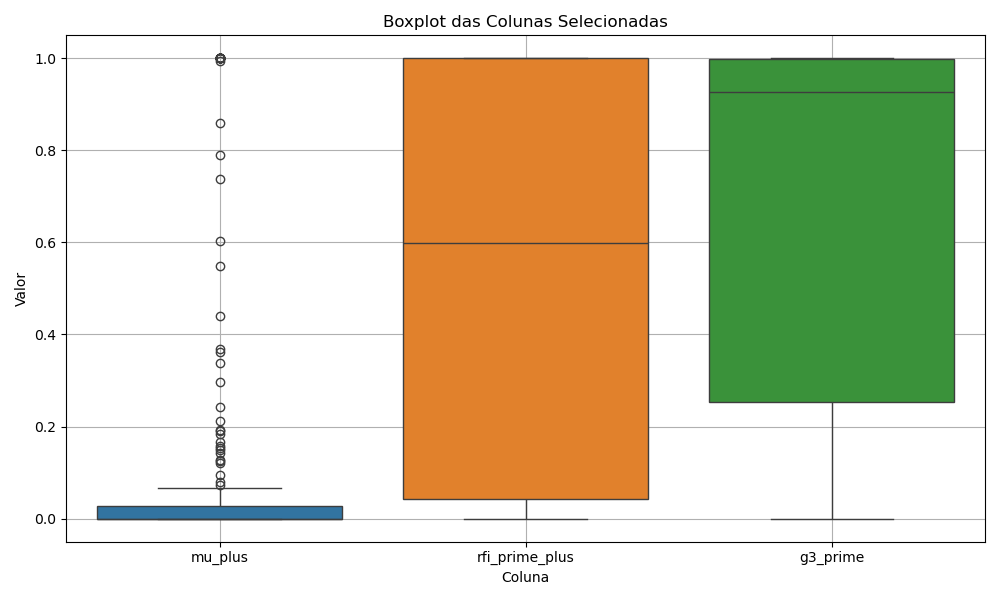 Boxplot das Colunas Selecionadas
1.0
0.8
0.6
0.4
0.2
0.0
Valor
mu_plus
rfi_prime_plus
g3_prime
Coluna